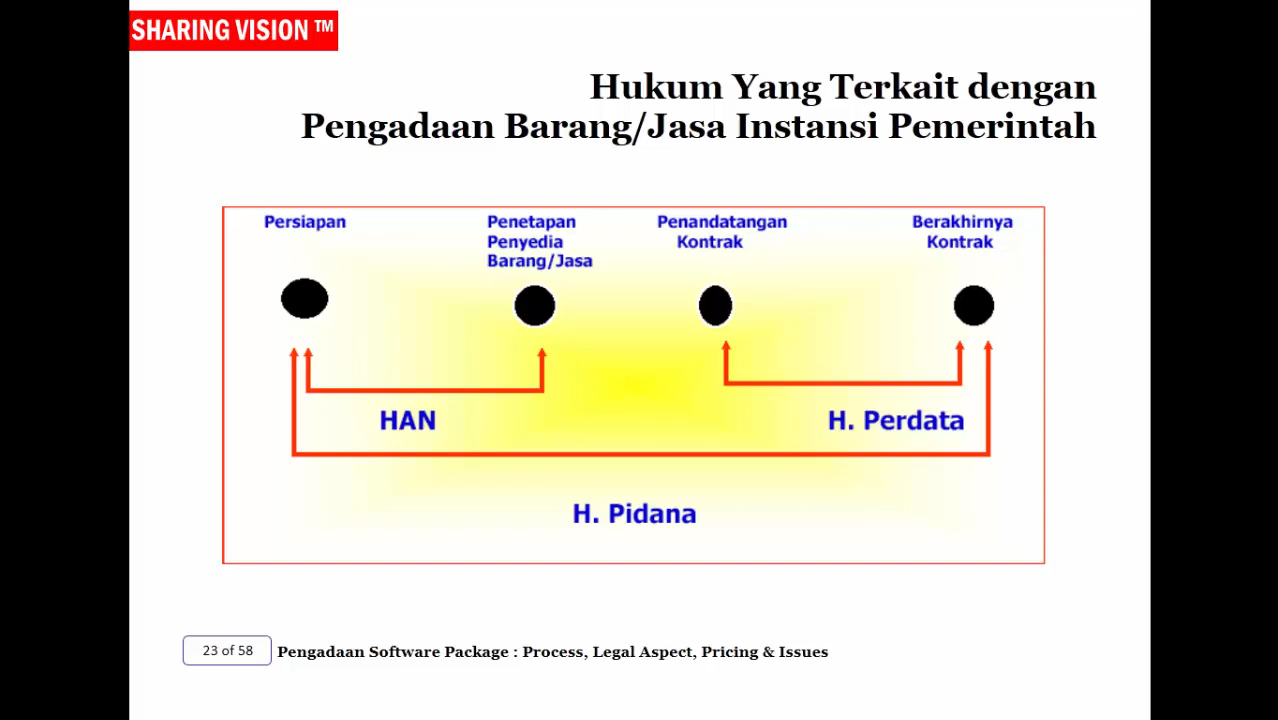 SHARING VISION ™
Hukum Yang Terkait dengan
Pengadaan Barang/Jasa Instansi Pemerintah
Persiapan
Penetapan
Penyedia
Barang/Jasa
Penandatangan
Kontrak
Berakhirnya
Kontrak
HAN
H. Perdata
H. Pidana
23 of 58
Pengadaan Software Package : Process, Legal Aspect, Pricing & Issues